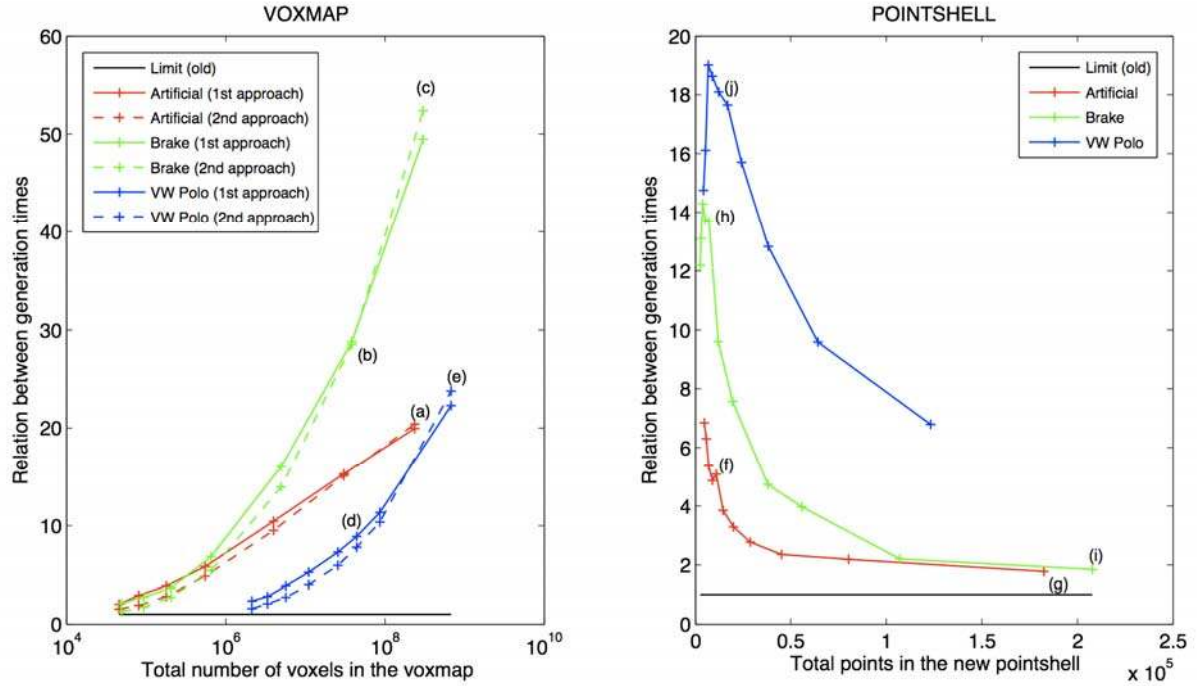 VOXMAP
60
50
40
30
20
10
0
Relation between generation times
Limit (old)
Artificial (1st approach)
Artificial (2nd approach)
Brake (1st approach)
Brake (2nd approach)
VW Polo (1st approach)
VW Polo (2nd approach)
(c)
(b)
(e)
(a)
(d)
10^4
10^6
10^8
10^10
Total number of voxels in the voxmap
POINTSHELL
20
18
16
14
12
10
8
6
4
2
0
Relation between generation times
Limit (old)
Artificial
Brake
VW Polo
(j)
(h)
(f)
(i)
(g)
0
0.5
1
1.5
2
2.5
Total points in the new pointshell
x 10^5